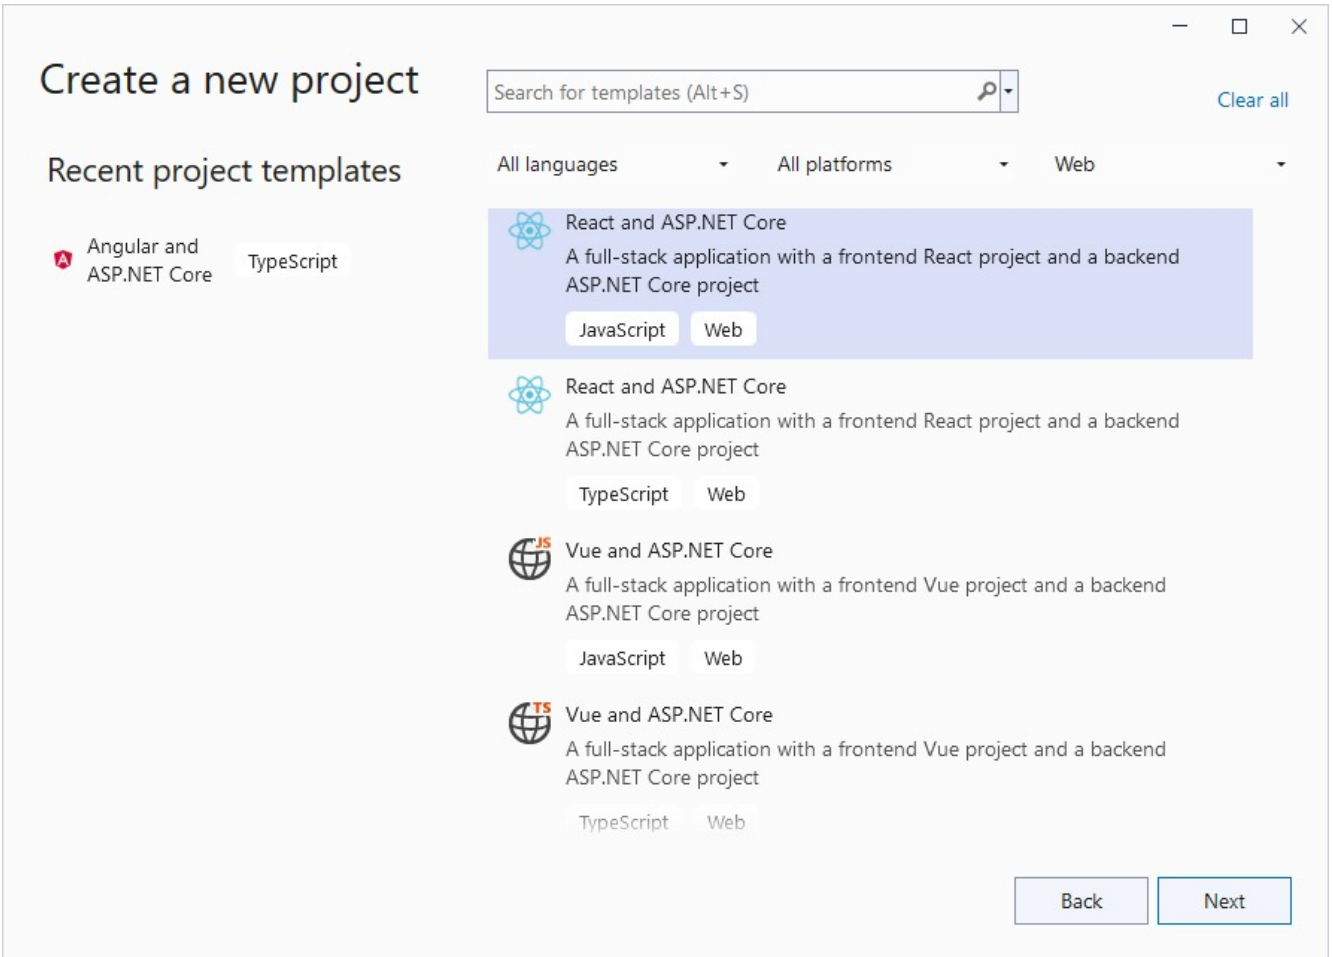 Create a new project
Search for templates (Alt+S)
Clear all
Recent project templates
All languages
All platforms
Web
Angular and
ASP.NET Core
TypeScript
React and ASP.NET Core
A full-stack application with a frontend React project and a backend
ASP.NET Core project
JavaScript
Web
React and ASP.NET Core
A full-stack application with a frontend React project and a backend
ASP.NET Core project
TypeScript
Web
JS
Vue and ASP.NET Core
A full-stack application with a frontend Vue project and a backend
ASP.NET Core project
JavaScript
Web
TS
Vue and ASP.NET Core
A full-stack application with a frontend Vue project and a backend
ASP.NET Core project
TypeScript
Web
Back
Next